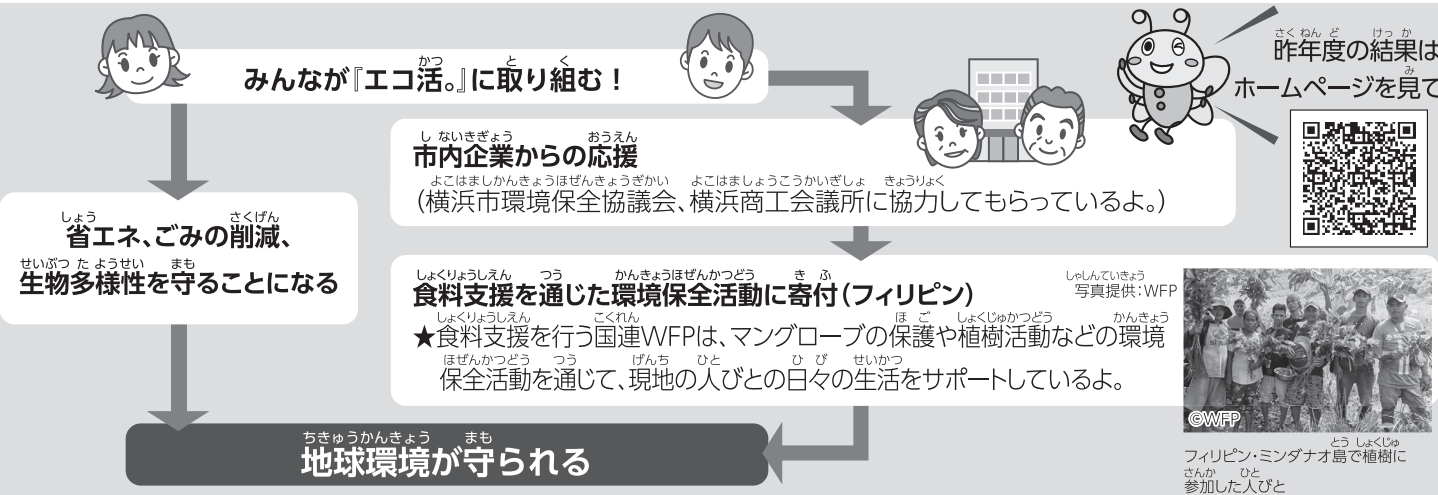 みんなが『エコ活。』に取り組む！
昨年度の結果は
ホームページを見て
市内企業からの応援
（横浜市環境保全協議会、横浜商工会議所に協力してもらっているよ。）
省エネ、ごみの削減、
生物多様性を守ることになる
食料支援を通じた環境保全活動に寄付（フィリピン）
★食料支援を行う国連WFPは、マングローブの保護や植樹活動などの環境
保全活動を通じて、現地の人びとの日々の生活をサポートしているよ。
写真提供：WFP
©WFP
フィリピン・ミンダナオ島で植樹に
参加した人びと
地球環境が守られる